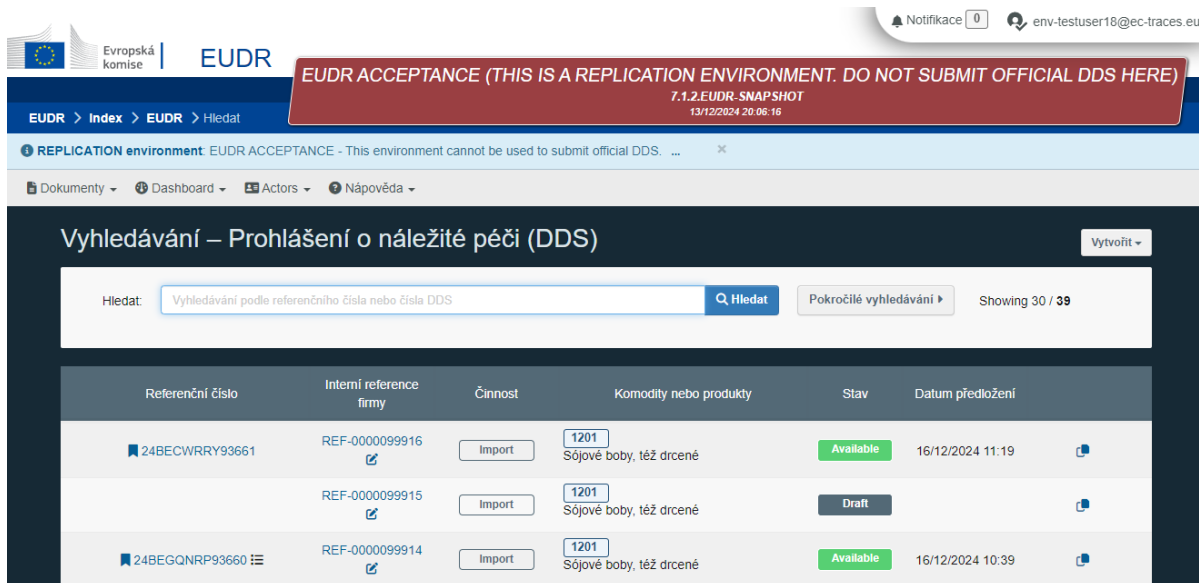 Notifikace 0 env-testuser18@ec-traces.eu
Evropská
komise
EUDR
EUDR ACCEPTANCE (THIS IS A REPLICATION ENVIRONMENT. DO NOT SUBMIT OFFICIAL DDS HERE)
7.1.2.EUDR-SNAPSHOT
13/12/2024 20:06:16
EUDR > Index > EUDR > Hledat
REPLICATION environment: EUDR ACCEPTANCE - This environment cannot be used to submit official DDS. ... ×
Dokumenty Dashboard Actors Nápověda
Vyhledávání – Prohlášení o náležité péči (DDS)
Vytvořit
Hledat: Vyhledávání podle referenčního čísla nebo čísla DDS Hledat Pokročilé vyhledávání Showing 30 / 39
Referenční číslo Interní reference firmy Činnost Komodity nebo produkty Stav Datum předložení
24BECWRRY93661 REF-0000099916 Import 1201 Sójové boby, též drcené Available 16/12/2024 11:19
REF-0000099915 Import 1201 Sójové boby, též drcené Draft
24BEGQNRP93660 REF-0000099914 Import 1201 Sójové boby, též drcené Available 16/12/2024 10:39